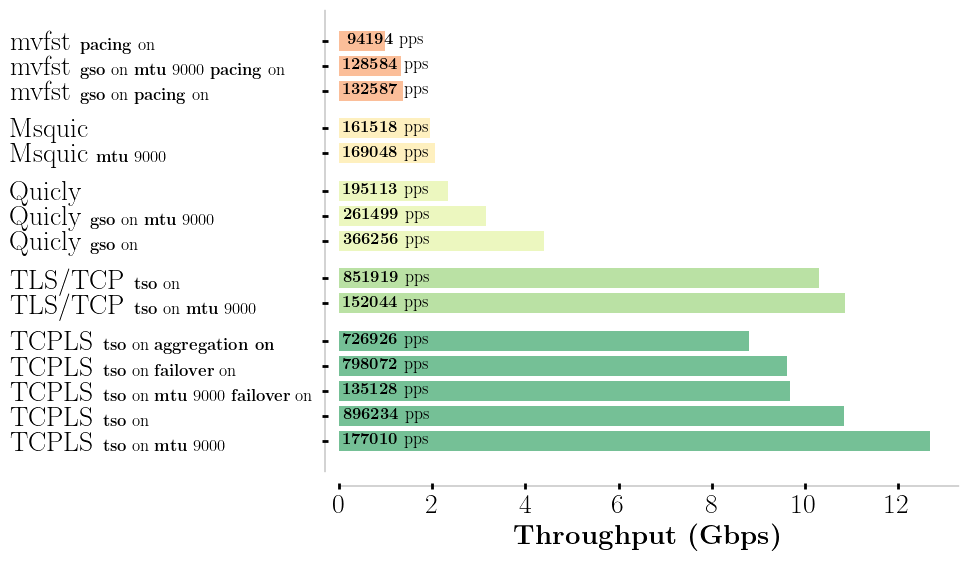 mvfst pacing on 94194 pps
mvfst gso on mtu 9000 pacing on 128584 pps
mvfst gso on pacing on 132587 pps
Msquic 161518 pps
Msquic mtu 9000 169048 pps
Quicly 195113 pps
Quicly gso on mtu 9000 261499 pps
Quicly gso on 366256 pps
TLS/TCP tso on 851919 pps
TLS/TCP tso on mtu 9000 152044 pps
TCPLS tso on aggregation on 726926 pps
TCPLS tso on failover on 798072 pps
TCPLS tso on mtu 9000 failover on 135128 pps
TCPLS tso on 896234 pps
TCPLS tso on mtu 9000 177010 pps
0 2 4 6 8 10 12
Throughput (Gbps)